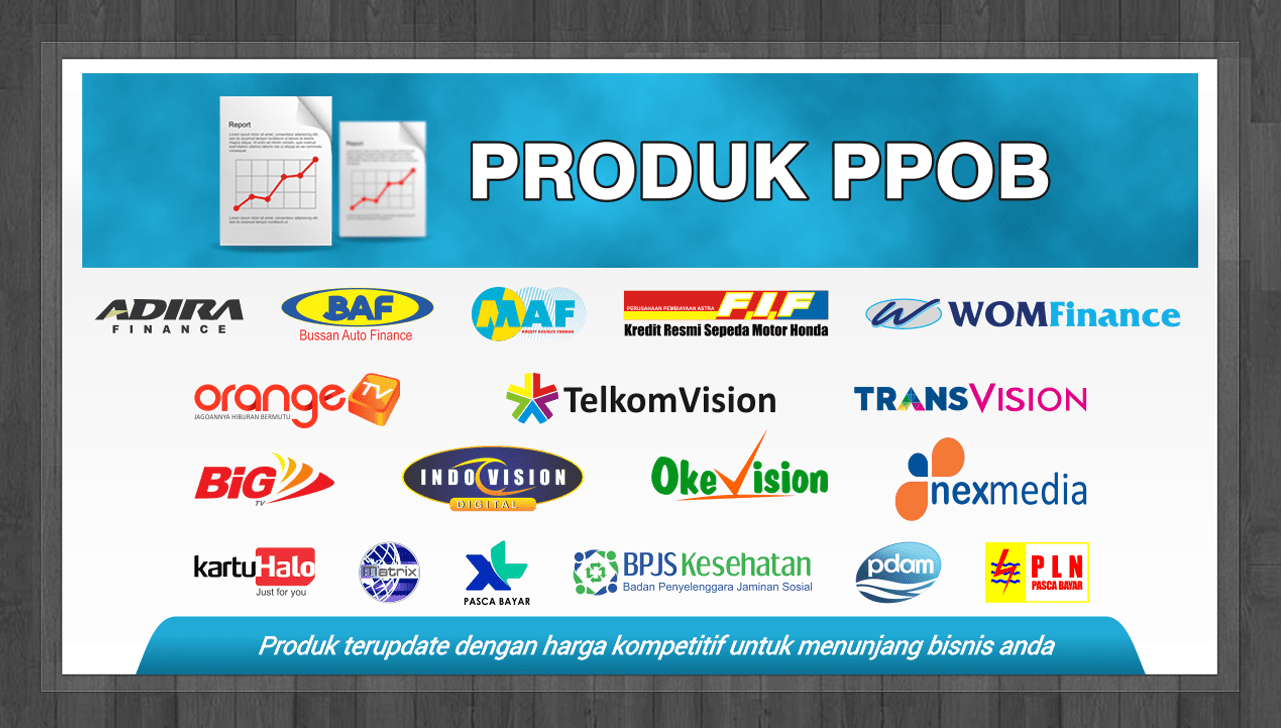 Report
Report
PRODUK PPOB
ADIRA
FINANCE
BAF
Bussan Auto Finance
MAF
PERUSAHAAN PEMBIAYAAN ASTRA
F.I.F
Kredit Resmi Sepeda Motor Honda
W WOMFinance
orange TV
JAGOANNYA HIBURAN BERMUTU
TelkomVision
TRANSVISION
BiG
TV
INDOVISION
DIGITAL
OkeVision
nexmedia
kartuHalo
Just for you
Matrix
XL
PASCA BAYAR
BPJS Kesehatan
Badan Penyelenggara Jaminan Sosial
pdam
PLN
PASCA BAYAR
Produk terupdate dengan harga kompetitif untuk menunjang bisnis anda